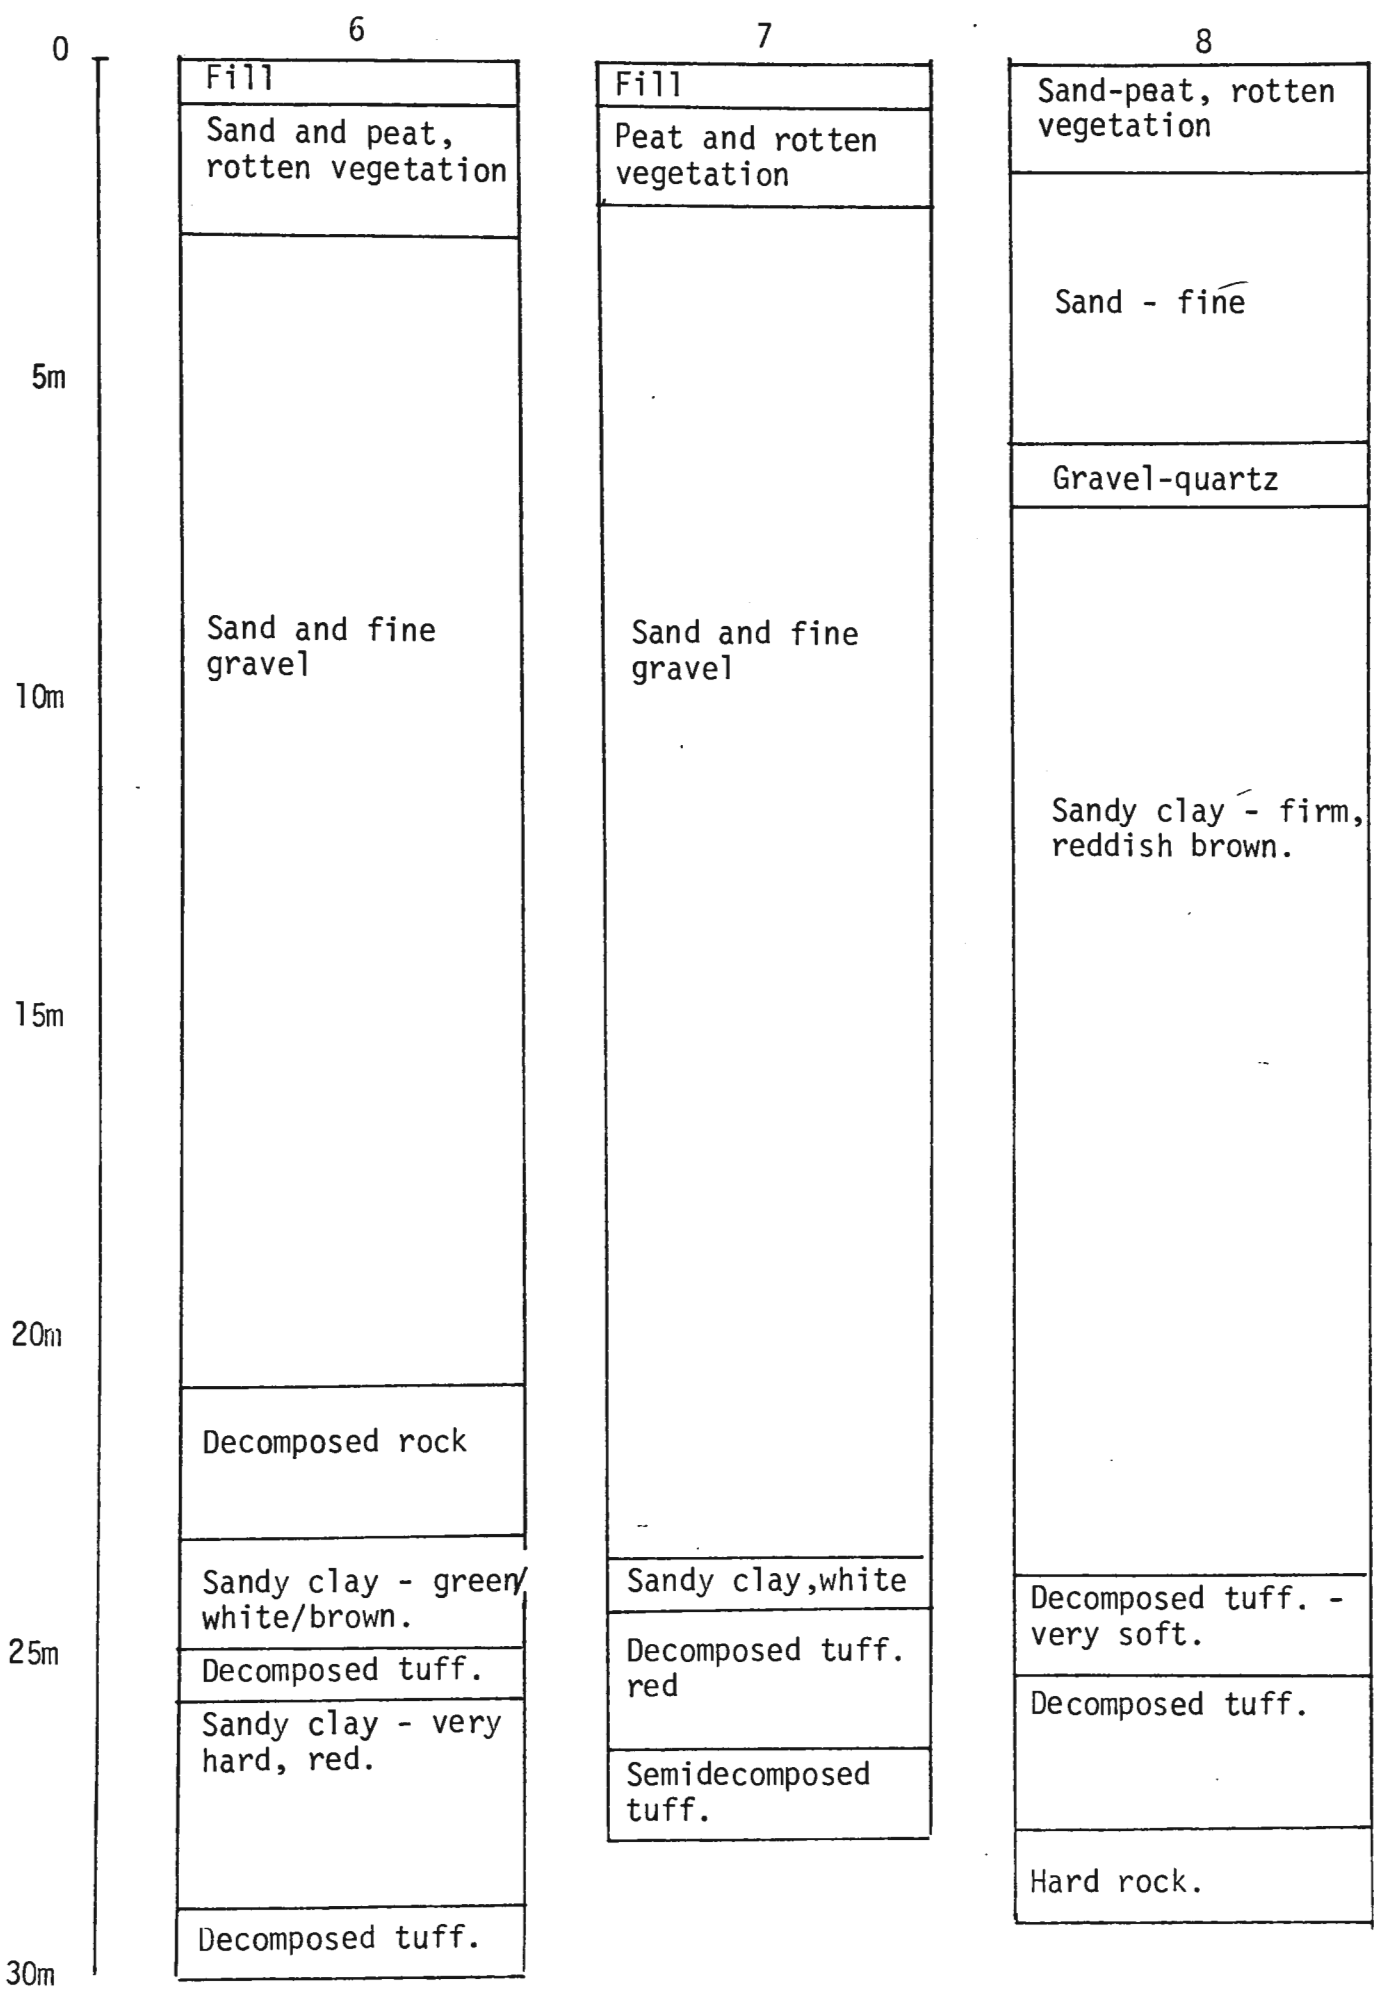 6
7
8
0
5m
10m
15m
20m
25m
30m
Fill
Sand and peat,
rotten vegetation
Sand and fine
gravel
Decomposed rock
Sandy clay - green/
white/brown.
Decomposed tuff.
Sandy clay - very
hard, red.
Decomposed tuff.
Fill
Peat and rotten
vegetation
Sand and fine
gravel
Sandy clay,white
Decomposed tuff.
red
Semidecomposed
tuff.
Sand-peat, rotten
vegetation
Sand - fine
Gravel-quartz
Sandy clay - firm,
reddish brown.
Decomposed tuff. -
very soft.
Decomposed tuff.
Hard rock.